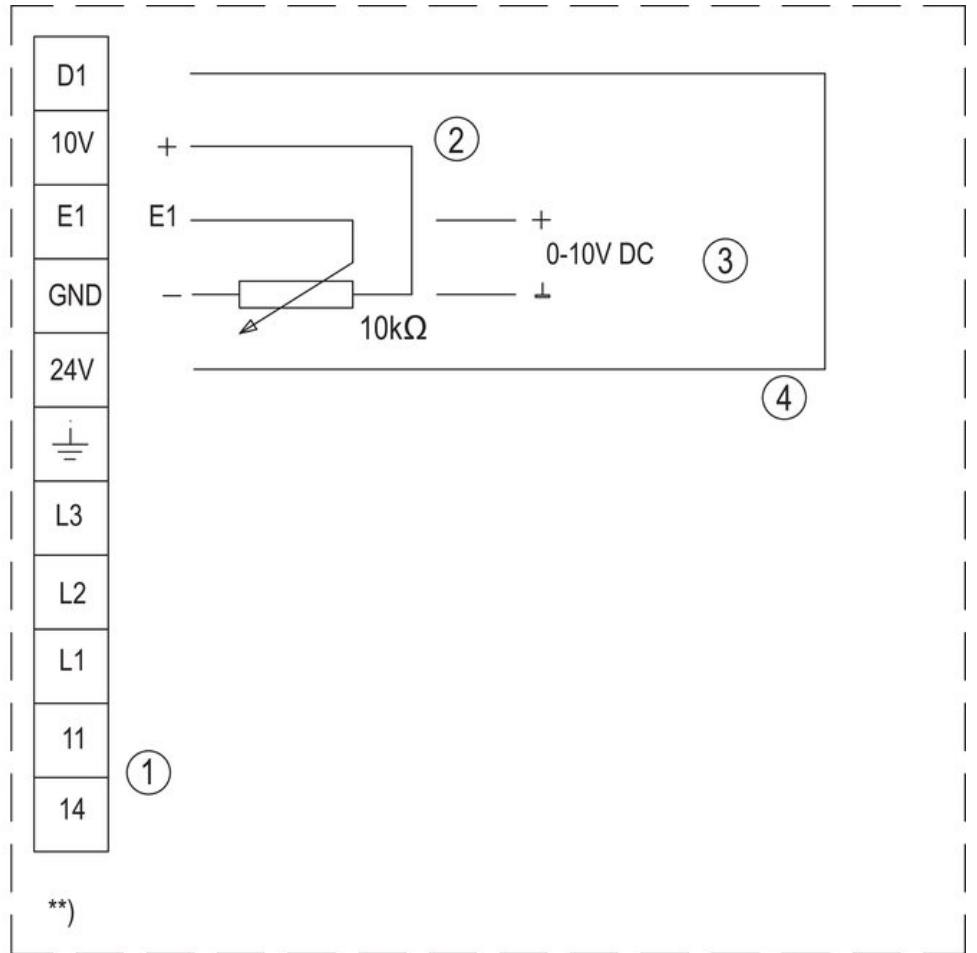 D1
10V + ②
E1 E1 +
0-10V DC ③
GND −
10kΩ
24V
④
L3
L2
L1
11
①
14
**)